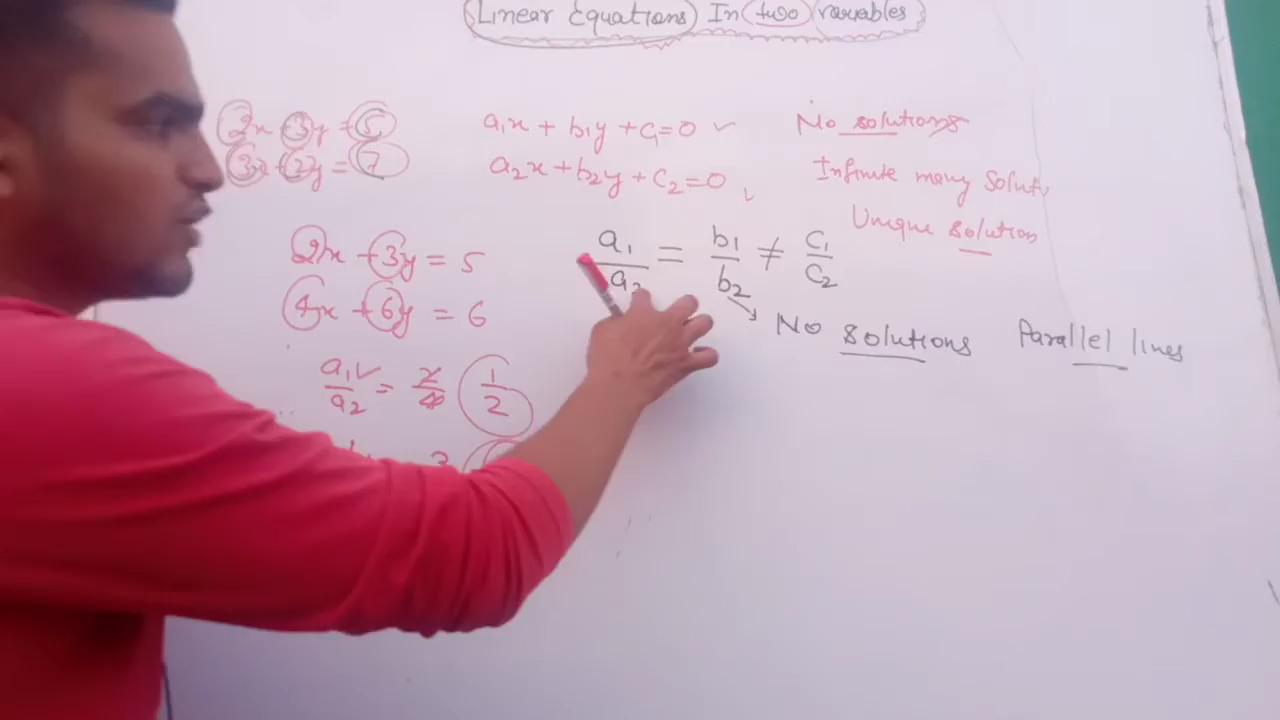 Linear Equations In two variables
2x + 3y = 5
3x + 2y = 7
a₁x + b₁y + c₁ = 0 ✓
a₂x + b₂y + c₂ = 0
No solutions
Infinite many Soluti
Unique solution
2x + 3y = 5
4x + 6y = 6
a₁/a₂ = b₁/b₂ ≠ c₁/c₂
No solutions Parallel lines
a₁/a₂ = 2/4 1/2